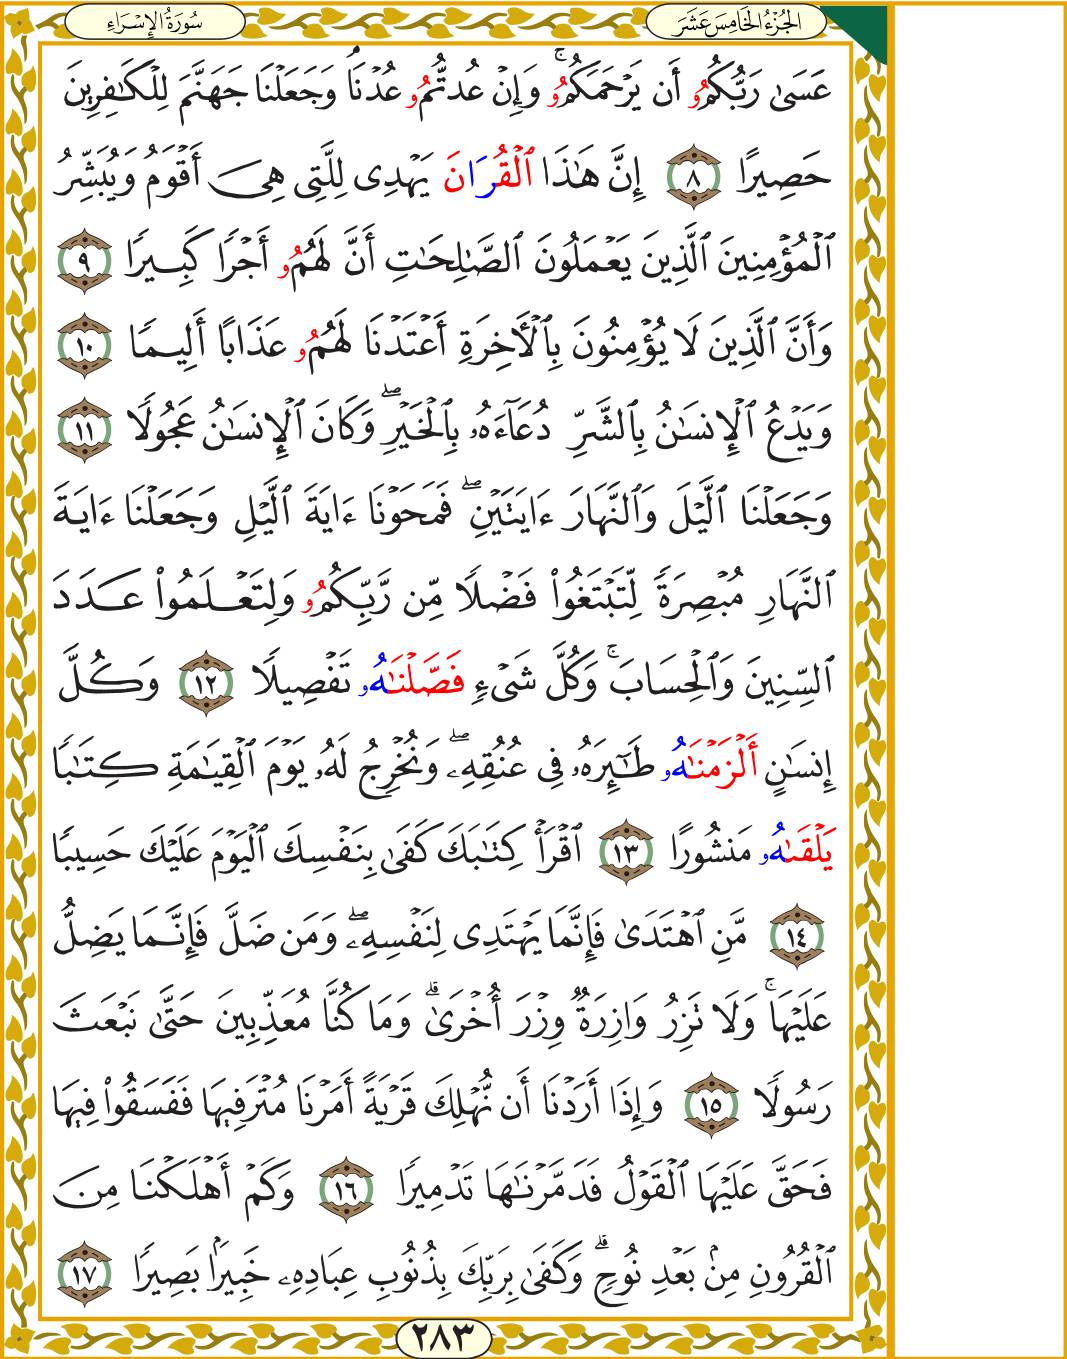 الجُزْءُ الخَامِسَ عَشَرَ
سُورَةُ الإِسْرَاءِ
عَسَىٰ رَبُّكُمُۥ أَن يَرْحَمَكُمُۥۚ وَإِنْ عُدتُّمُۥ عُدْنَاۘ وَجَعَلْنَا جَهَنَّمَ لِلْكَٰفِرِينَ
حَصِيرًا ٨ إِنَّ هَٰذَا ٱلْقُرَانَ يَهْدِى لِلَّتِى هِىَ أَقْوَمُ وَيُبَشِّرُ
ٱلْمُؤْمِنِينَ ٱلَّذِينَ يَعْمَلُونَ ٱلصَّٰلِحَٰتِ أَنَّ لَهُمُۥ أَجْرًا كَبِيرًا ٩
وَأَنَّ ٱلَّذِينَ لَا يُؤْمِنُونَ بِٱلْأَخِرَةِ أَعْتَدْنَا لَهُمُۥ عَذَابًا أَلِيمًا ١٠
وَيَدْعُ ٱلْإِنسَٰنُ بِٱلشَّرِّ دُعَآءَهُۥ بِٱلْخَيْرِۖ وَكَانَ ٱلْإِنسَٰنُ عَجُولًا ١١
وَجَعَلْنَا ٱلَّيْلَ وَٱلنَّهَارَ ءَايَتَيْنِۖ فَمَحَوْنَا ءَايَةَ ٱلَّيْلِ وَجَعَلْنَا ءَايَةَ
ٱلنَّهَارِ مُبْصِرَةً لِّتَبْتَغُوا۟ فَضْلًا مِّن رَّبِّكُمُۥ وَلِتَعْلَمُوا۟ عَدَدَ
ٱلسِّنِينَ وَٱلْحِسَابَۚ وَكُلَّ شَىْءٍ فَصَّلْنَٰهُۥ تَفْصِيلًا ١٢ وَكُلَّ
إِنسَٰنٍ أَلْزَمْنَٰهُۥ طَٰٓئِرَهُۥ فِى عُنُقِهِۦۖ وَنُخْرِجُ لَهُۥ يَوْمَ ٱلْقِيَٰمَةِ كِتَٰبًا
يَلْقَىٰهُۥ مَنشُورًا ١٣ ٱقْرَأْ كِتَٰبَكَ كَفَىٰ بِنَفْسِكَ ٱلْيَوْمَ عَلَيْكَ حَسِيبًا
١٤ مَّنِ ٱهْتَدَىٰ فَإِنَّمَا يَهْتَدِى لِنَفْسِهِۦۖ وَمَن ضَلَّ فَإِنَّمَا يَضِلُّ
عَلَيْهَاۚ وَلَا تَزِرُ وَازِرَةٌ وِزْرَ أُخْرَىٰۗ وَمَا كُنَّا مُعَذِّبِينَ حَتَّىٰ نَبْعَثَ
رَسُولًا ١٥ وَإِذَا أَرَدْنَا أَن نُّهْلِكَ قَرْيَةً أَمَرْنَا مُتْرَفِيهَا فَفَسَقُوا۟ فِيهَا
فَحَقَّ عَلَيْهَا ٱلْقَوْلُ فَدَمَّرْنَٰهَا تَدْمِيرًا ١٦ وَكَمْ أَهْلَكْنَا مِنَ
ٱلْقُرُونِ مِنۢ بَعْدِ نُوحٍۗ وَكَفَىٰ بِرَبِّكَ بِذُنُوبِ عِبَادِهِۦ خَبِيرًۢا بَصِيرًا ١٧
٢٨٣